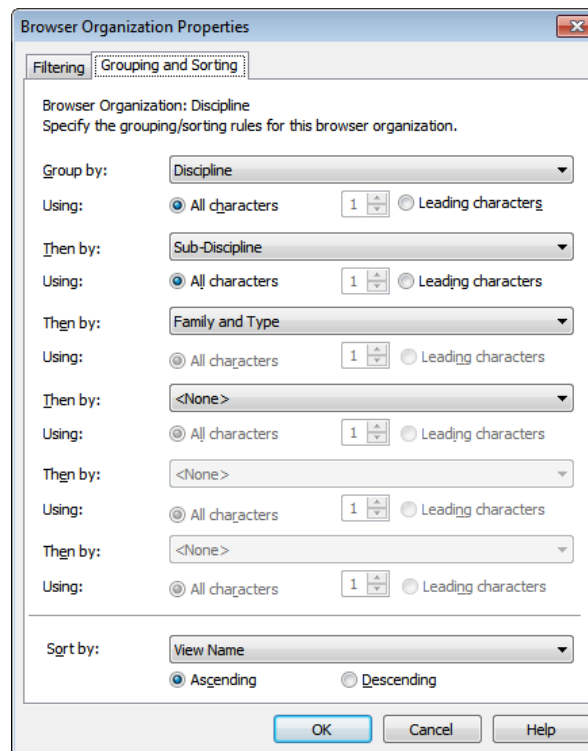 Browser Organization Properties
Filtering Grouping and Sorting
Browser Organization: Discipline
Specify the grouping/sorting rules for this browser organization.
Group by: Discipline
Using: All characters 1 Leading characters
Then by: Sub-Discipline
Using: All characters 1 Leading characters
Then by: Family and Type
Using: All characters 1 Leading characters
Then by: <None>
Using: All characters 1 Leading characters
Then by: <None>
Using: All characters 1 Leading characters
Then by: <None>
Using: All characters 1 Leading characters
Sort by: View Name
Ascending Descending
OK Cancel Help